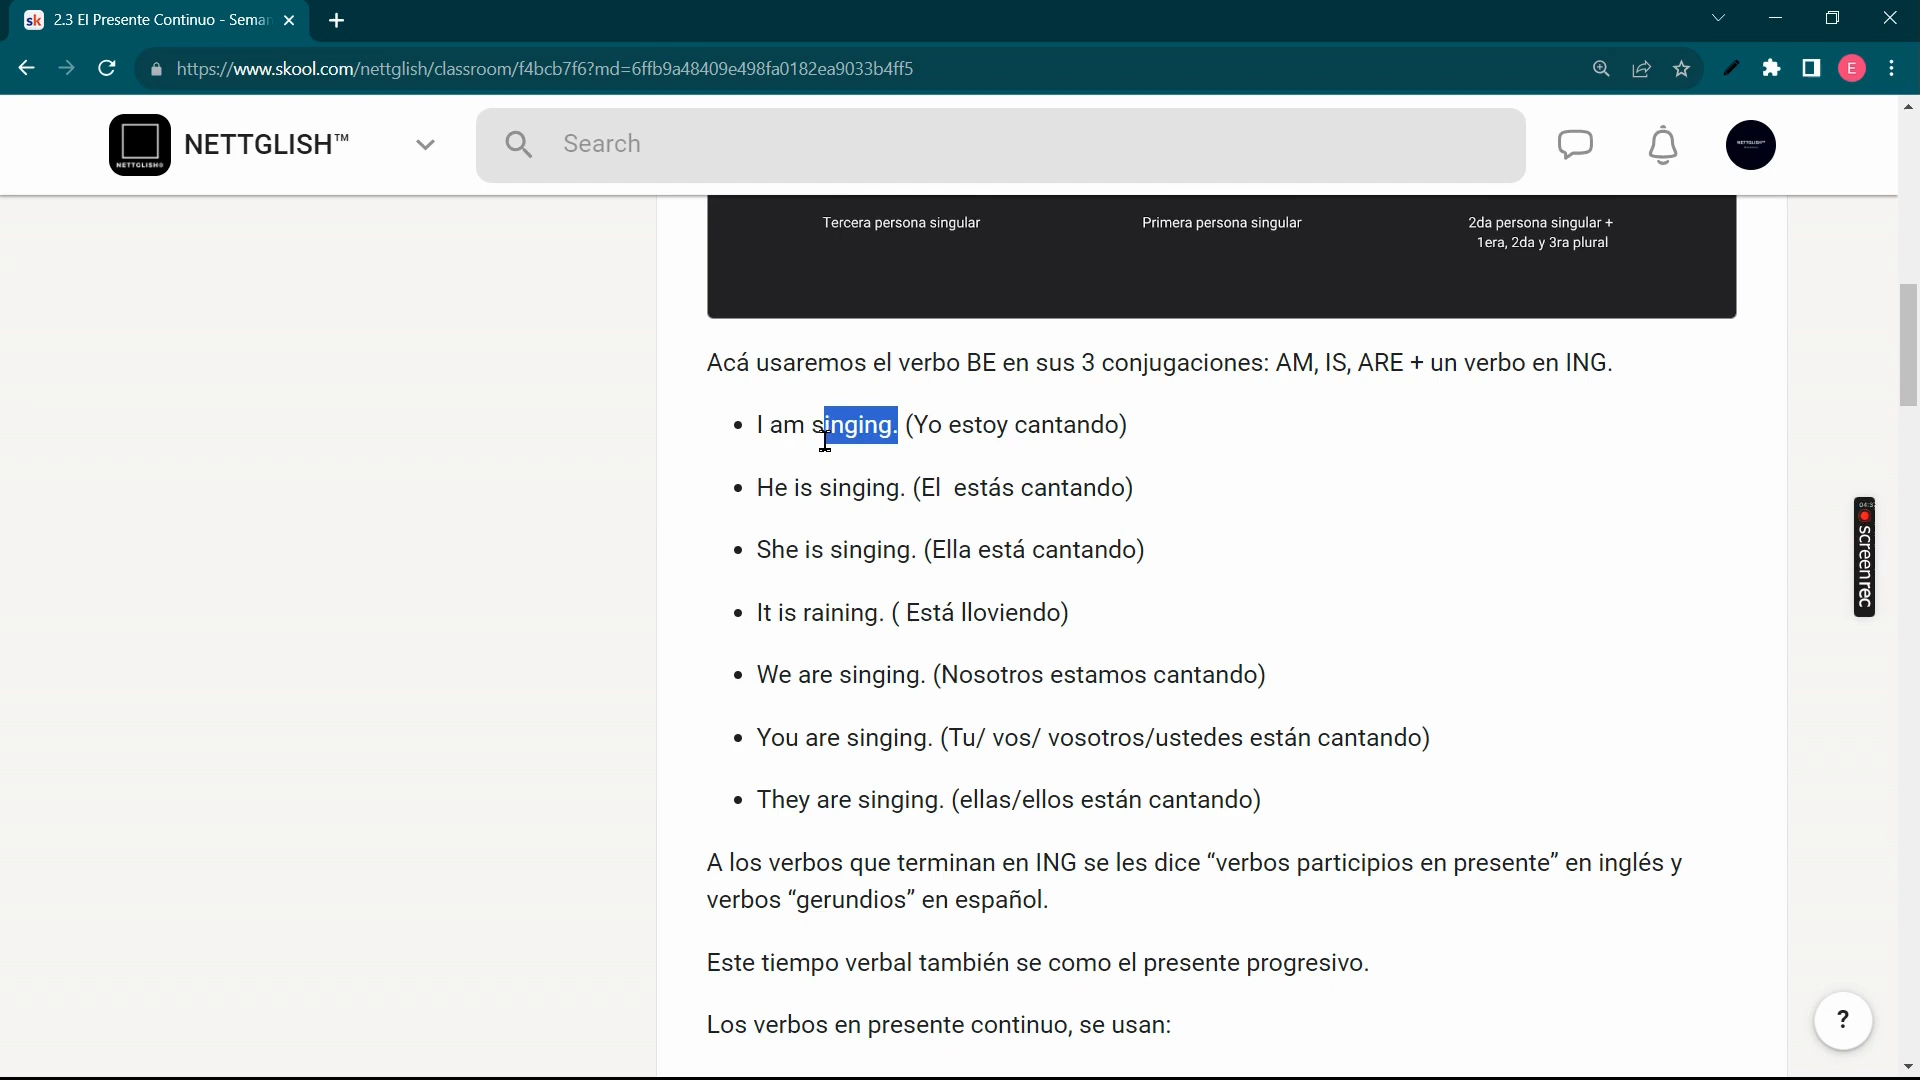 sk 2.3 El Presente Continuo - Seman
https://www.skool.com/nettglish/classroom/f4bcb7f6?md=6ffb9a48409e498fa0182ea9033b4ff5
E
NETTGLISH™
Search
Tercera persona singular
Primera persona singular
2da persona singular +
1era, 2da y 3ra plural
Acá usaremos el verbo BE en sus 3 conjugaciones: AM, IS, ARE + un verbo en ING.
• I am singing. (Yo estoy cantando)
• He is singing. (El  estás cantando)
• She is singing. (Ella está cantando)
• It is raining. ( Está lloviendo)
• We are singing. (Nosotros estamos cantando)
• You are singing. (Tu/ vos/ vosotros/ustedes están cantando)
• They are singing. (ellas/ellos están cantando)
A los verbos que terminan en ING se les dice “verbos participios en presente” en inglés y
verbos “gerundios” en español.
Este tiempo verbal también se como el presente progresivo.
Los verbos en presente continuo, se usan:
screenrec
?